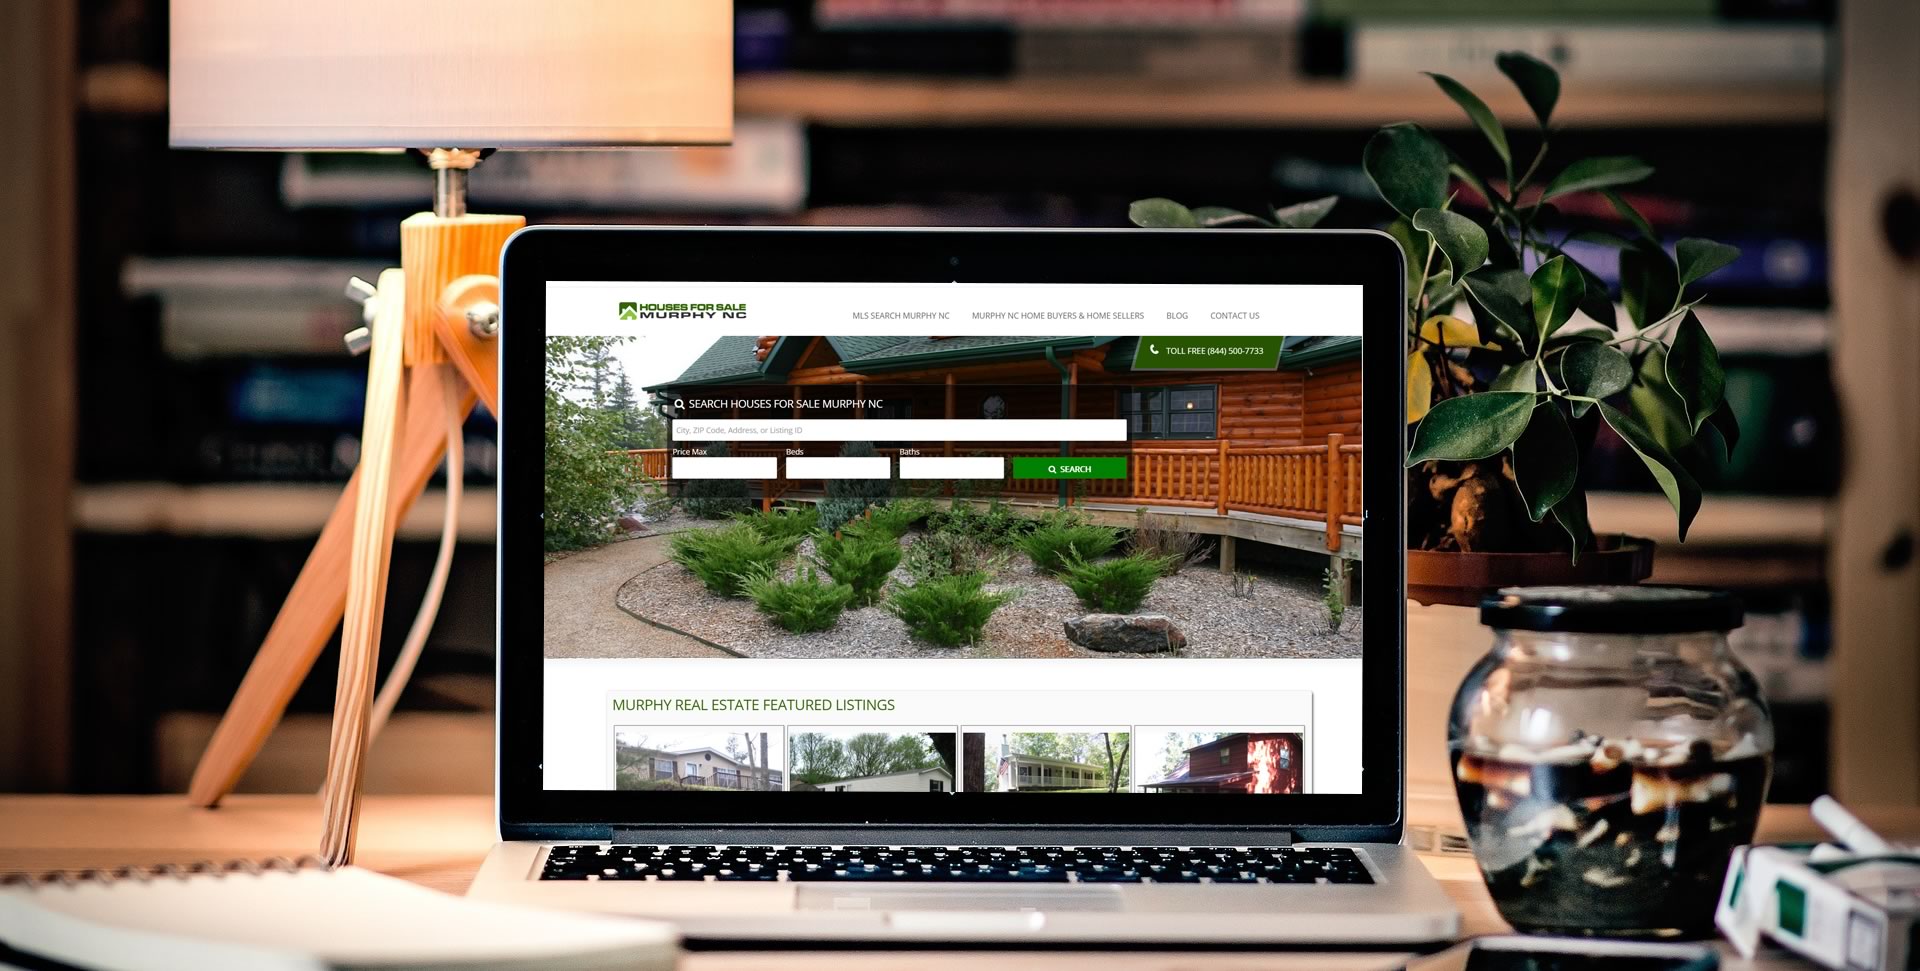 HOUSES FOR SALE
MURPHY NC
MLS SEARCH MURPHY NC
MURPHY NC HOME BUYERS & HOME SELLERS
BLOG
CONTACT US
TOLL FREE (844) 500-7733
SEARCH HOUSES FOR SALE MURPHY NC
City, ZIP Code, Address, or Listing ID
Price Max
Beds
Baths
SEARCH
MURPHY REAL ESTATE FEATURED LISTINGS